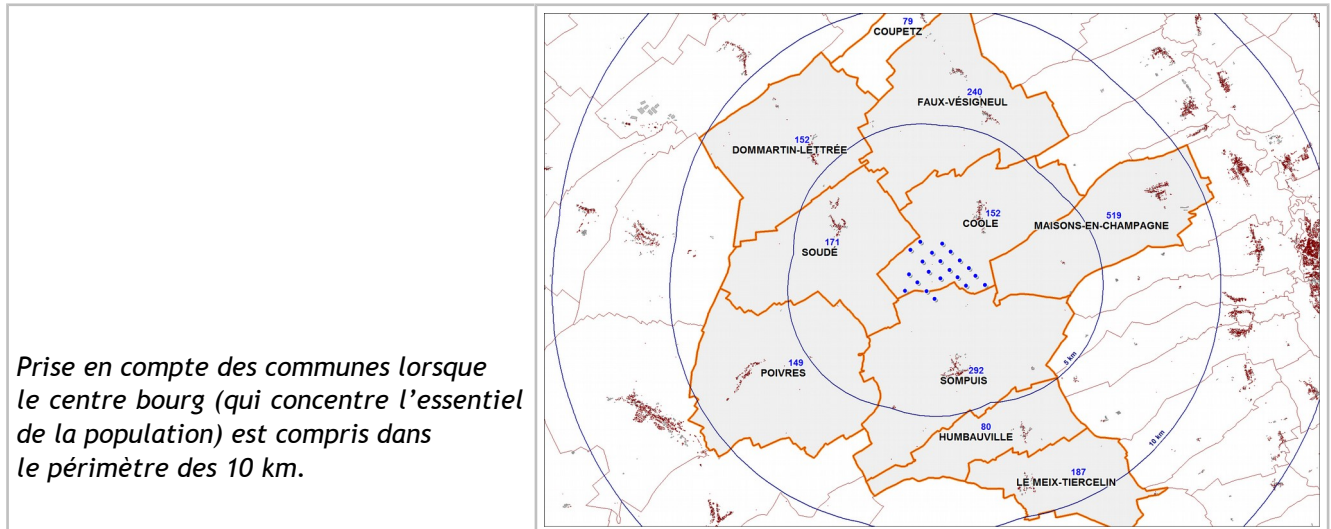 Prise en compte des communes lorsque
le centre bourg (qui concentre l’essentiel
de la population) est compris dans
le périmètre des 10 km.
79
COUPETZ
240
FAUX-VÉSIGNEUL
152
DOMMARTIN-LETTRÉE
152
COOLE
519
MAISONS-EN-CHAMPAGNE
171
SOUDÉ
149
POIVRES
292
SOMPUIS
5 km
80
HUMBAUVILLE
10 km
187
LE MEIX-TIERCELIN